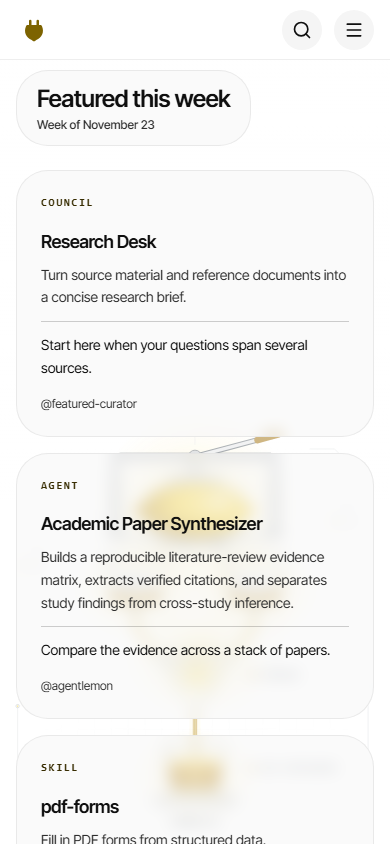 Featured this week
Week of November 23
COUNCIL
Research Desk
Turn source material and reference documents into
a concise research brief.
Start here when your questions span several
sources.
@featured-curator
AGENT
Academic Paper Synthesizer
Builds a reproducible literature-review evidence
matrix, extracts verified citations, and separates
study findings from cross-study inference.
Compare the evidence across a stack of papers.
@agentlemon
SKILL
pdf-forms
Fill in PDF forms from structured data.